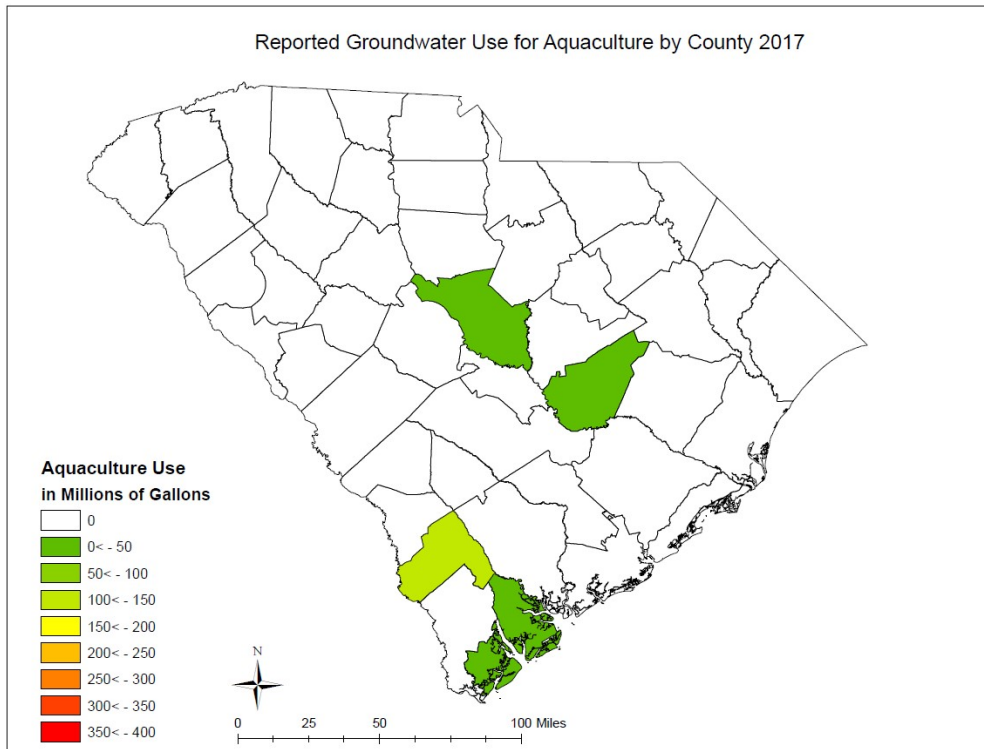 Reported Groundwater Use for Aquaculture by County 2017
Aquaculture Use
in Millions of Gallons
0
0< - 50
50< - 100
100< - 150
150< - 200
200< - 250
250< - 300
300< - 350
350< - 400
N
0 25 50 100 Miles